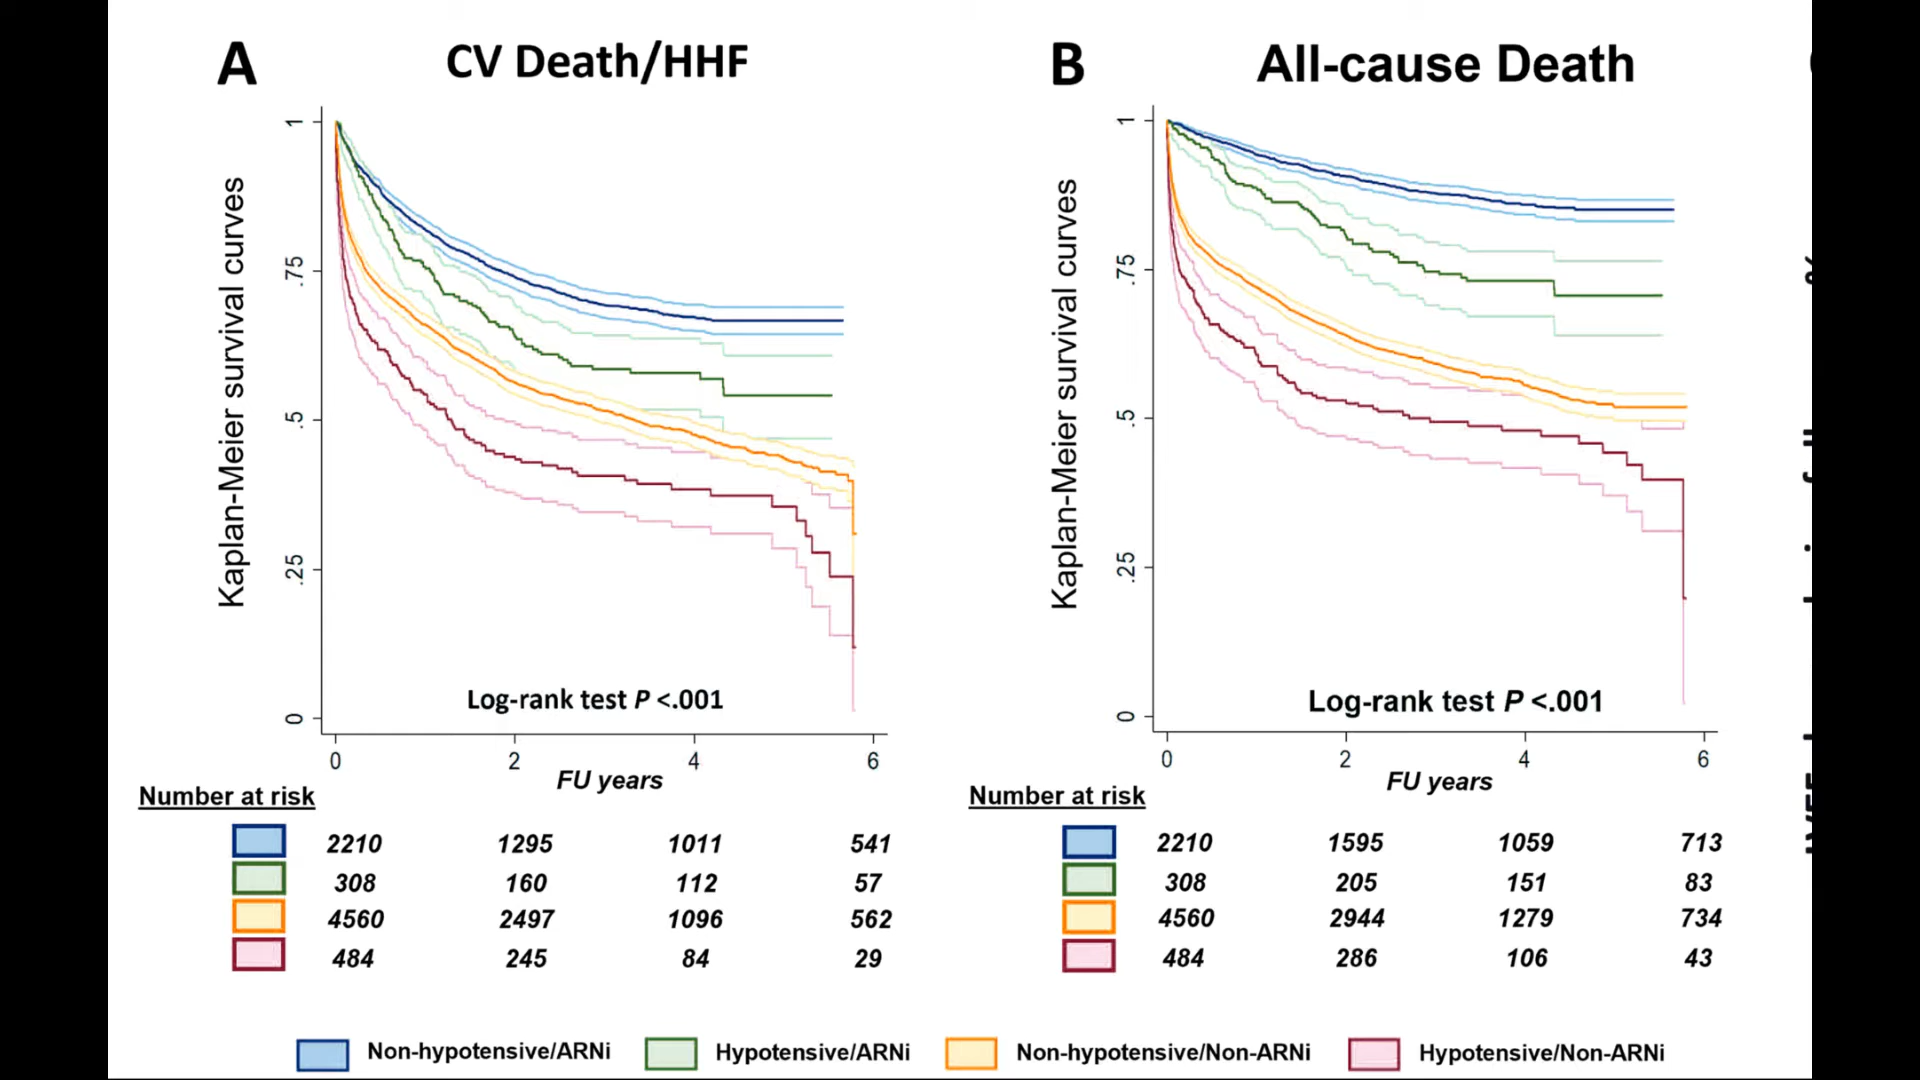 A CV Death/HHF
Kaplan-Meier survival curves
1
.75
.5
.25
0
0 2 4 6
FU years
Log-rank test P <.001
Number at risk
2210 1295 1011 541
308 160 112 57
4560 2497 1096 562
484 245 84 29
B All-cause Death
Kaplan-Meier survival curves
1
.75
.5
.25
0
0 2 4 6
FU years
Log-rank test P <.001
Number at risk
2210 1595 1059 713
308 205 151 83
4560 2944 1279 734
484 286 106 43
Non-hypotensive/ARNi Hypotensive/ARNi Non-hypotensive/Non-ARNi Hypotensive/Non-ARNi